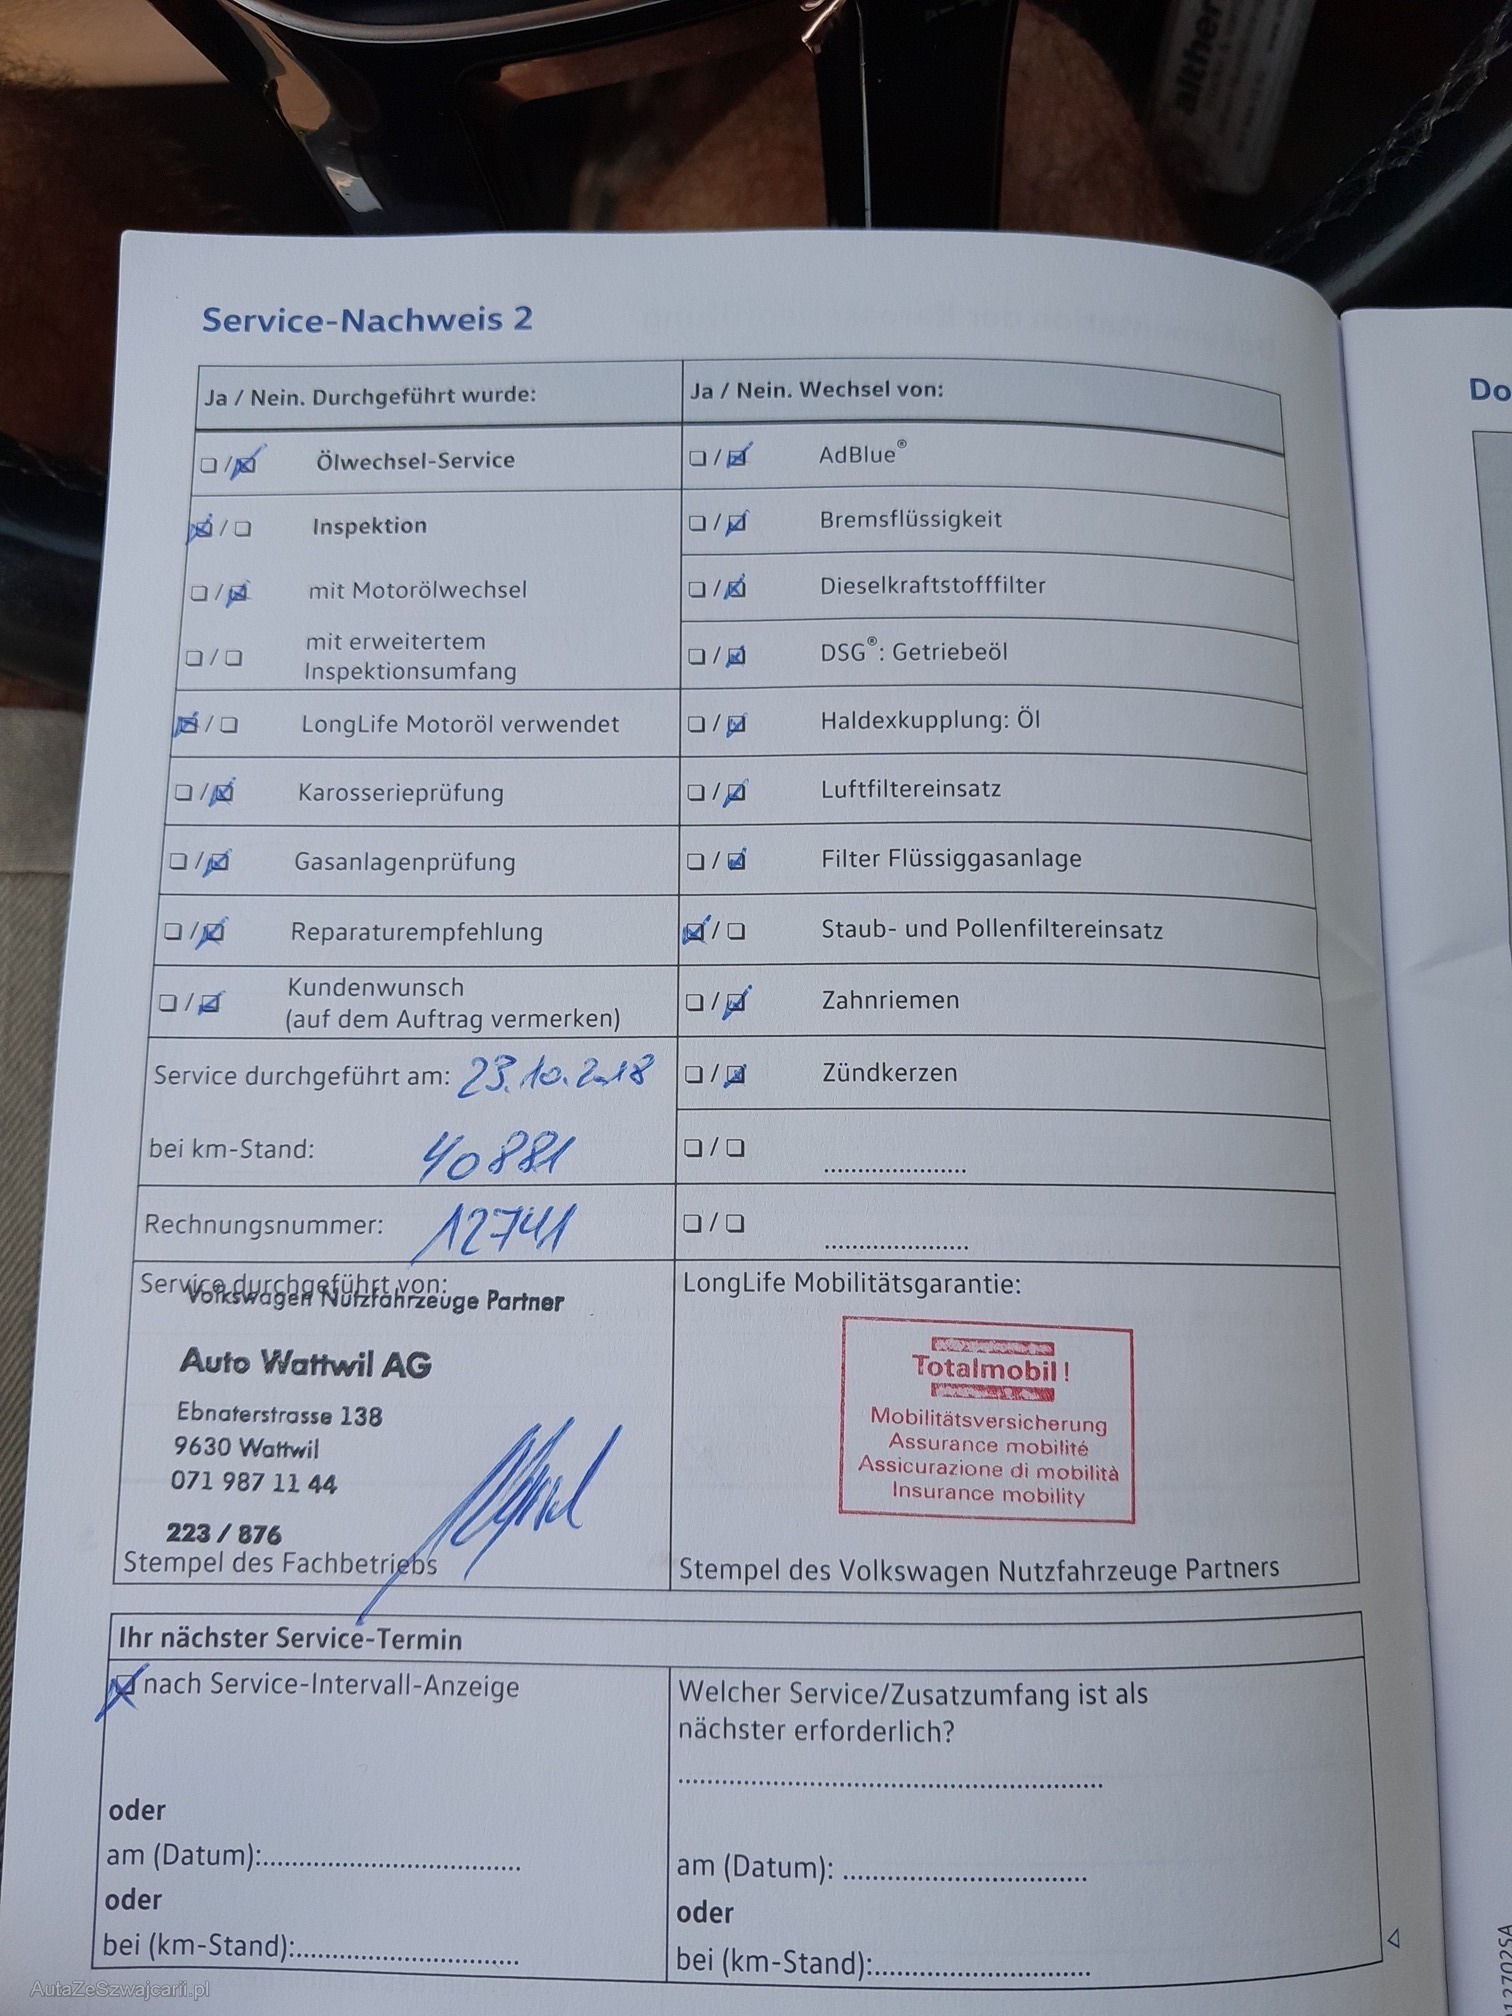 alther
Service-Nachweis 2
Do
Ja / Nein. Durchgeführt wurde:
Ja / Nein. Wechsel von:
Ölwechsel-Service
AdBlue®
Inspektion
Bremsflüssigkeit
mit Motorölwechsel
Dieselkraftstofffilter
mit erweitertem
Inspektionsumfang
DSG®: Getriebeöl
LongLife Motoröl verwendet
Haldexkupplung: Öl
Karosserieprüfung
Luftfiltereinsatz
Gasanlagenprüfung
Filter Flüssiggasanlage
Reparaturempfehlung
Staub- und Pollenfiltereinsatz
Kundenwunsch
(auf dem Auftrag vermerken)
Zahnriemen
Service durchgeführt am: 23.10.2018
Zündkerzen
bei km-Stand: 40881
Rechnungsnummer: 12741
Service durchgeführt von:
Volkswagen Nutzfahrzeuge Partner
Auto Wattwil AG
Ebnaterstrasse 138
9630 Wattwil
071 987 11 44
223 / 876
Stempel des Fachbetriebs
LongLife Mobilitätsgarantie:
Totalmobil!
Mobilitätsversicherung
Assurance mobilité
Assicurazione di mobilità
Insurance mobility
Stempel des Volkswagen Nutzfahrzeuge Partners
Ihr nächster Service-Termin
nach Service-Intervall-Anzeige
oder
am (Datum):
oder
bei (km-Stand):
Welcher Service/Zusatzumfang ist als
nächster erforderlich?
am (Datum):
oder
bei (km-Stand):
AutaZeSzwajcarii.pl